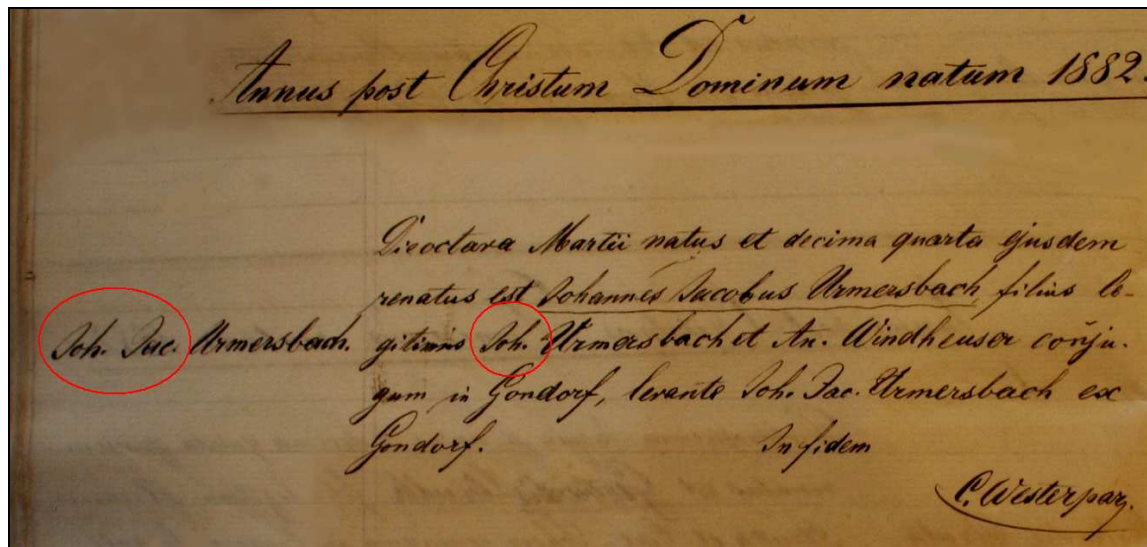 Annus post Christum Dominum natum 1882.
Die octava Martii natus et decima quarta ejusdem
renatus est Johannes Jacobus Urmersbach, filius le-
Joh. Jac. Urmersbach.
gitimus Joh. Urmersbach et An. Windheuser conju-
gum in Gondorf, levante Joh. Jac. Urmersbach ex
Gondorf.
In fidem
C. Wester